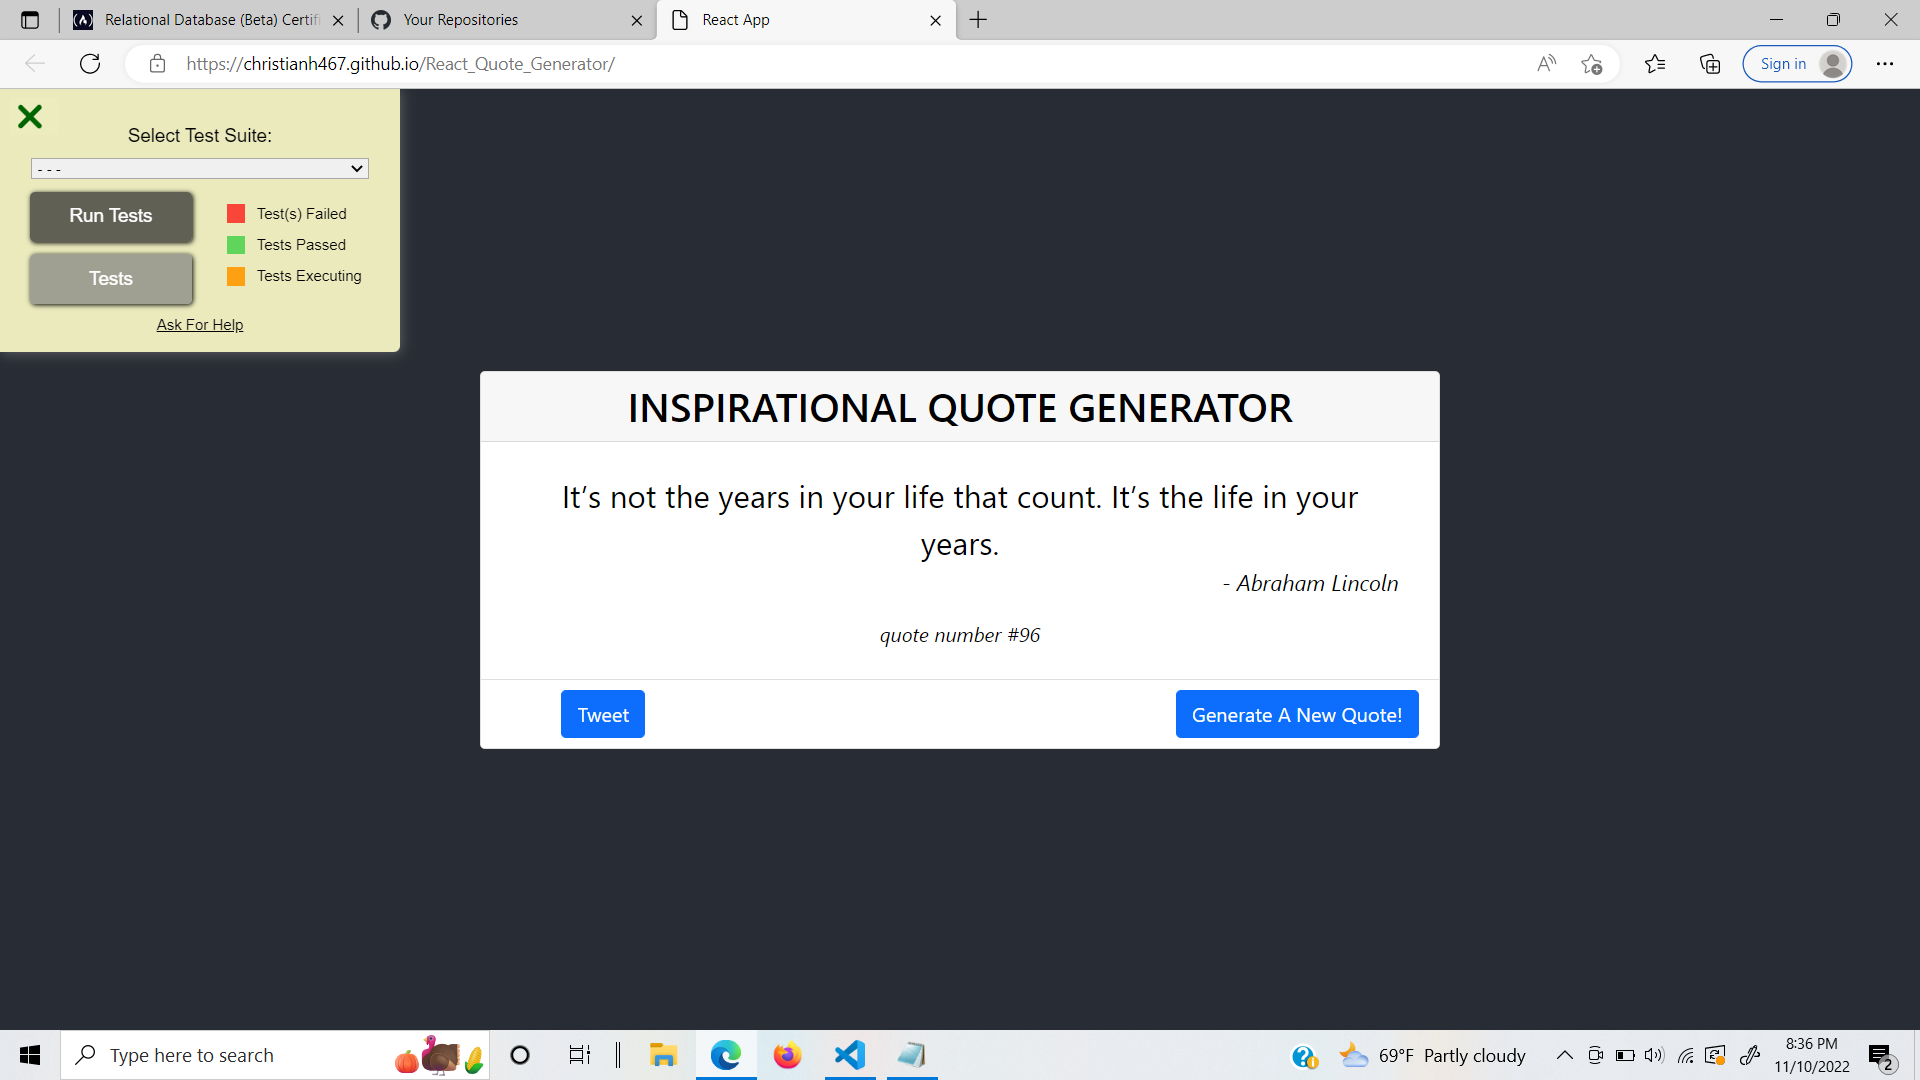 Relational Database (Beta) Certifi
Your Repositories
React App
https://christianh467.github.io/React_Quote_Generator/
Sign in
Select Test Suite:
- - -
Run Tests
Tests
Test(s) Failed
Tests Passed
Tests Executing
Ask For Help
INSPIRATIONAL QUOTE GENERATOR
It’s not the years in your life that count. It’s the life in your
years.
- Abraham Lincoln
quote number #96
Tweet
Generate A New Quote!
Type here to search
69°F Partly cloudy
8:36 PM
11/10/2022
2